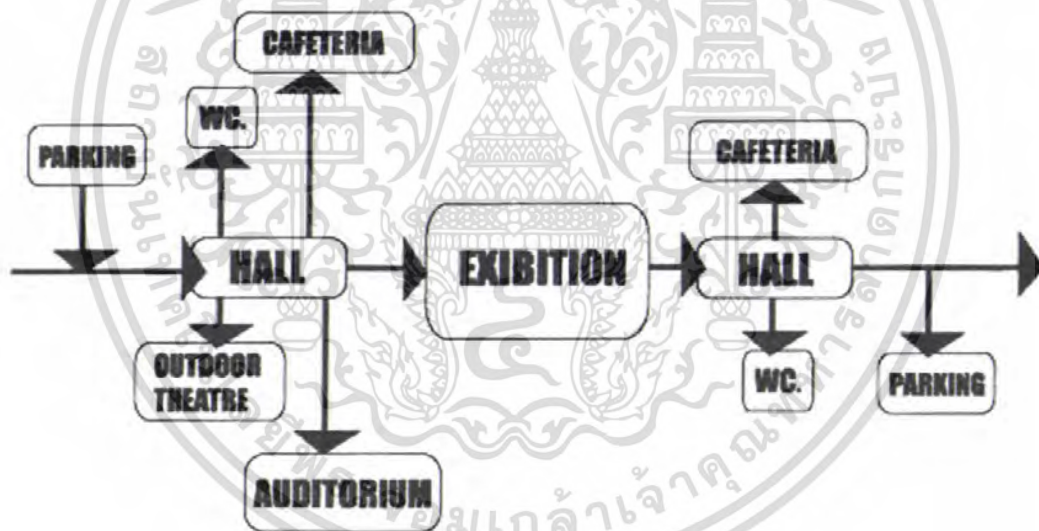 CAFETERIA
WC.
PARKING
CAFETERIA
HALL
EXIBITION
HALL
OUTDOOR
THEATRE
WC.
PARKING
AUDITORIUM